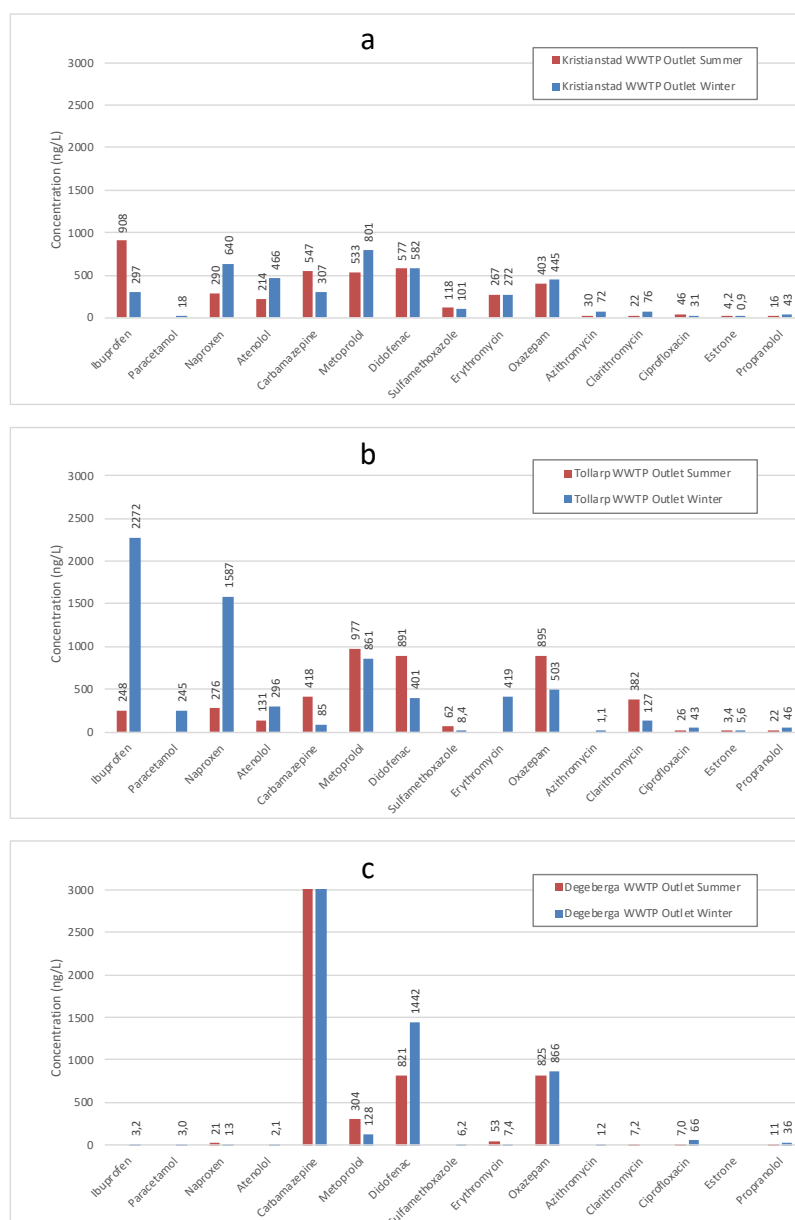 a
3000
2500
2000
1500
1000
500
0
Concentration (ng/L)
Kristianstad WWTP Outlet Summer
Kristianstad WWTP Outlet Winter
908
297
18
290
640
214
466
547
307
533
801
577
582
118
101
267
272
403
445
30
72
22
76
46
31
4,2
0,9
16
43
Ibuprofen
Paracetamol
Naproxen
Atenolol
Carbamazepine
Metoprolol
Diclofenac
Sulfamethoxazole
Erythromycin
Oxazepam
Azithromycin
Clarithromycin
Ciprofloxacin
Estrone
Propranolol
b
3000
2500
2000
1500
1000
500
0
Concentration (ng/L)
Tollarp WWTP Outlet Summer
Tollarp WWTP Outlet Winter
248
2272
245
276
1587
131
296
418
85
977
861
891
401
62
8,4
419
895
503
1,1
382
127
26
43
3,4
5,6
22
46
Ibuprofen
Paracetamol
Naproxen
Atenolol
Carbamazepine
Metoprolol
Diclofenac
Sulfamethoxazole
Erythromycin
Oxazepam
Azithromycin
Clarithromycin
Ciprofloxacin
Estrone
Propranolol
c
3000
2500
2000
1500
1000
500
0
Concentration (ng/L)
Degeberga WWTP Outlet Summer
Degeberga WWTP Outlet Winter
3,2
3,0
21
13
2,1
304
128
821
1442
6,2
53
7,4
825
866
12
7,2
7,0
66
11
36
Ibuprofen
Paracetamol
Naproxen
Atenolol
Carbamazepine
Metoprolol
Diclofenac
Sulfamethoxazole
Erythromycin
Oxazepam
Azithromycin
Clarithromycin
Ciprofloxacin
Estrone
Propranolol